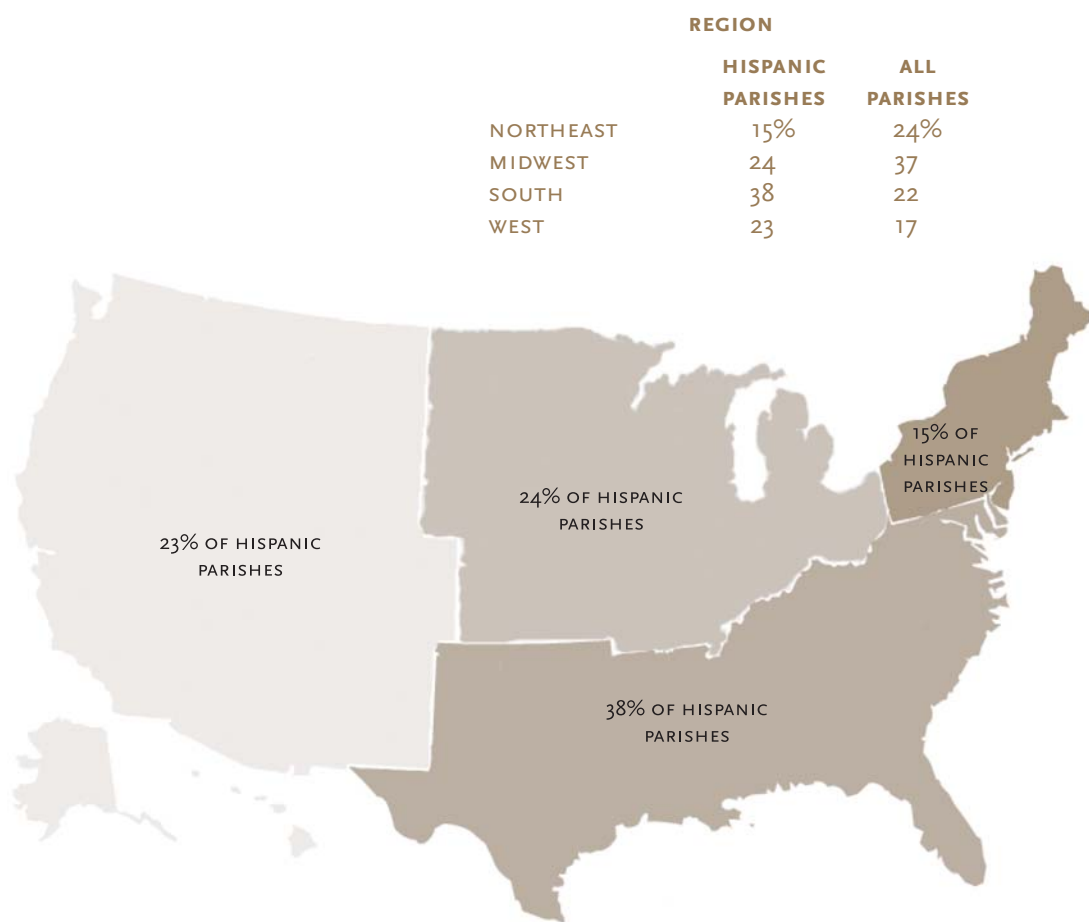 REGION
HISPANIC PARISHES ALL PARISHES
NORTHEAST 15% 24%
MIDWEST 24 37
SOUTH 38 22
WEST 23 17
15% OF
HISPANIC
PARISHES
24% OF HISPANIC
PARISHES
23% OF HISPANIC
PARISHES
38% OF HISPANIC
PARISHES